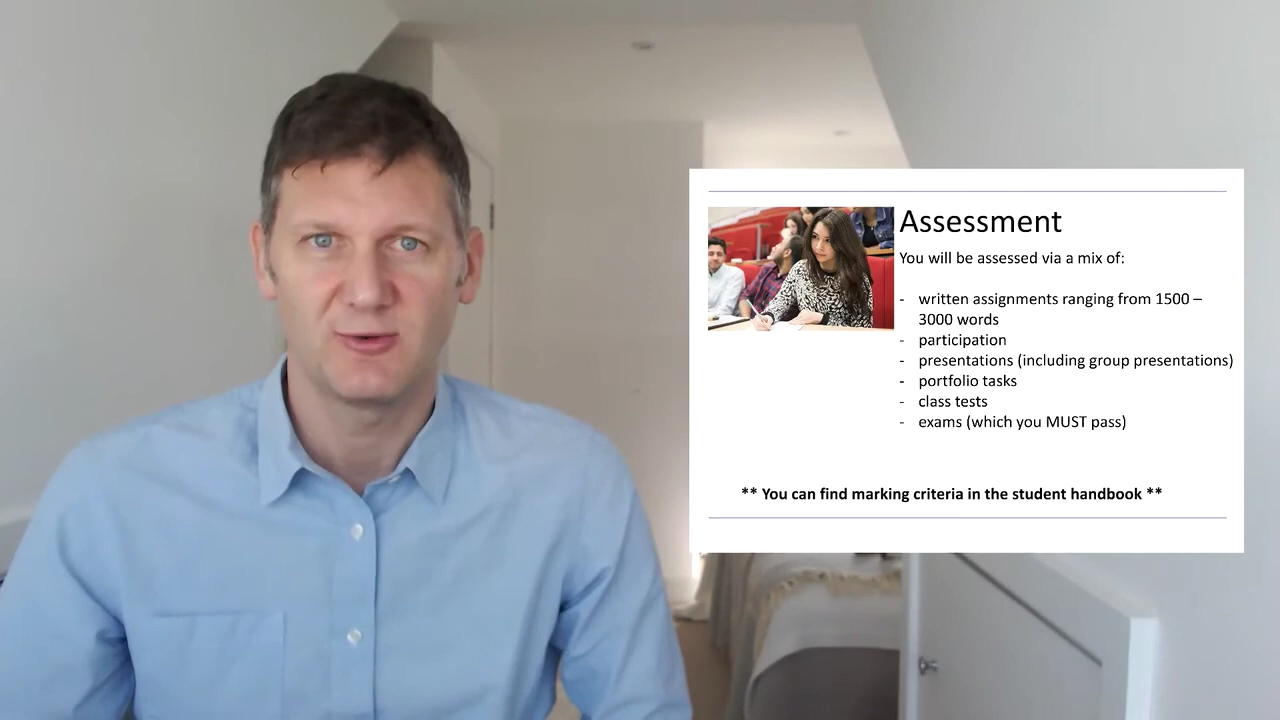 Assessment
You will be assessed via a mix of:
- written assignments ranging from 1500 –
3000 words
- participation
- presentations (including group presentations)
- portfolio tasks
- class tests
- exams (which you MUST pass)
** You can find marking criteria in the student handbook **